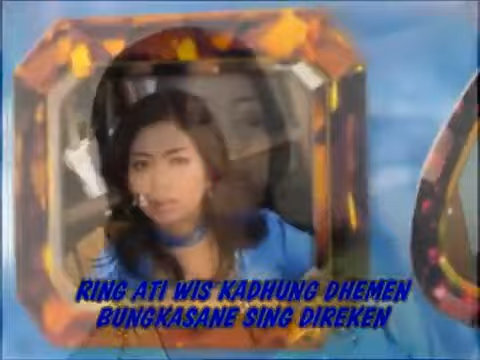 RING ATI WIS KADHUNG DHEMEN
BUNGKASANE SING DIREKEN